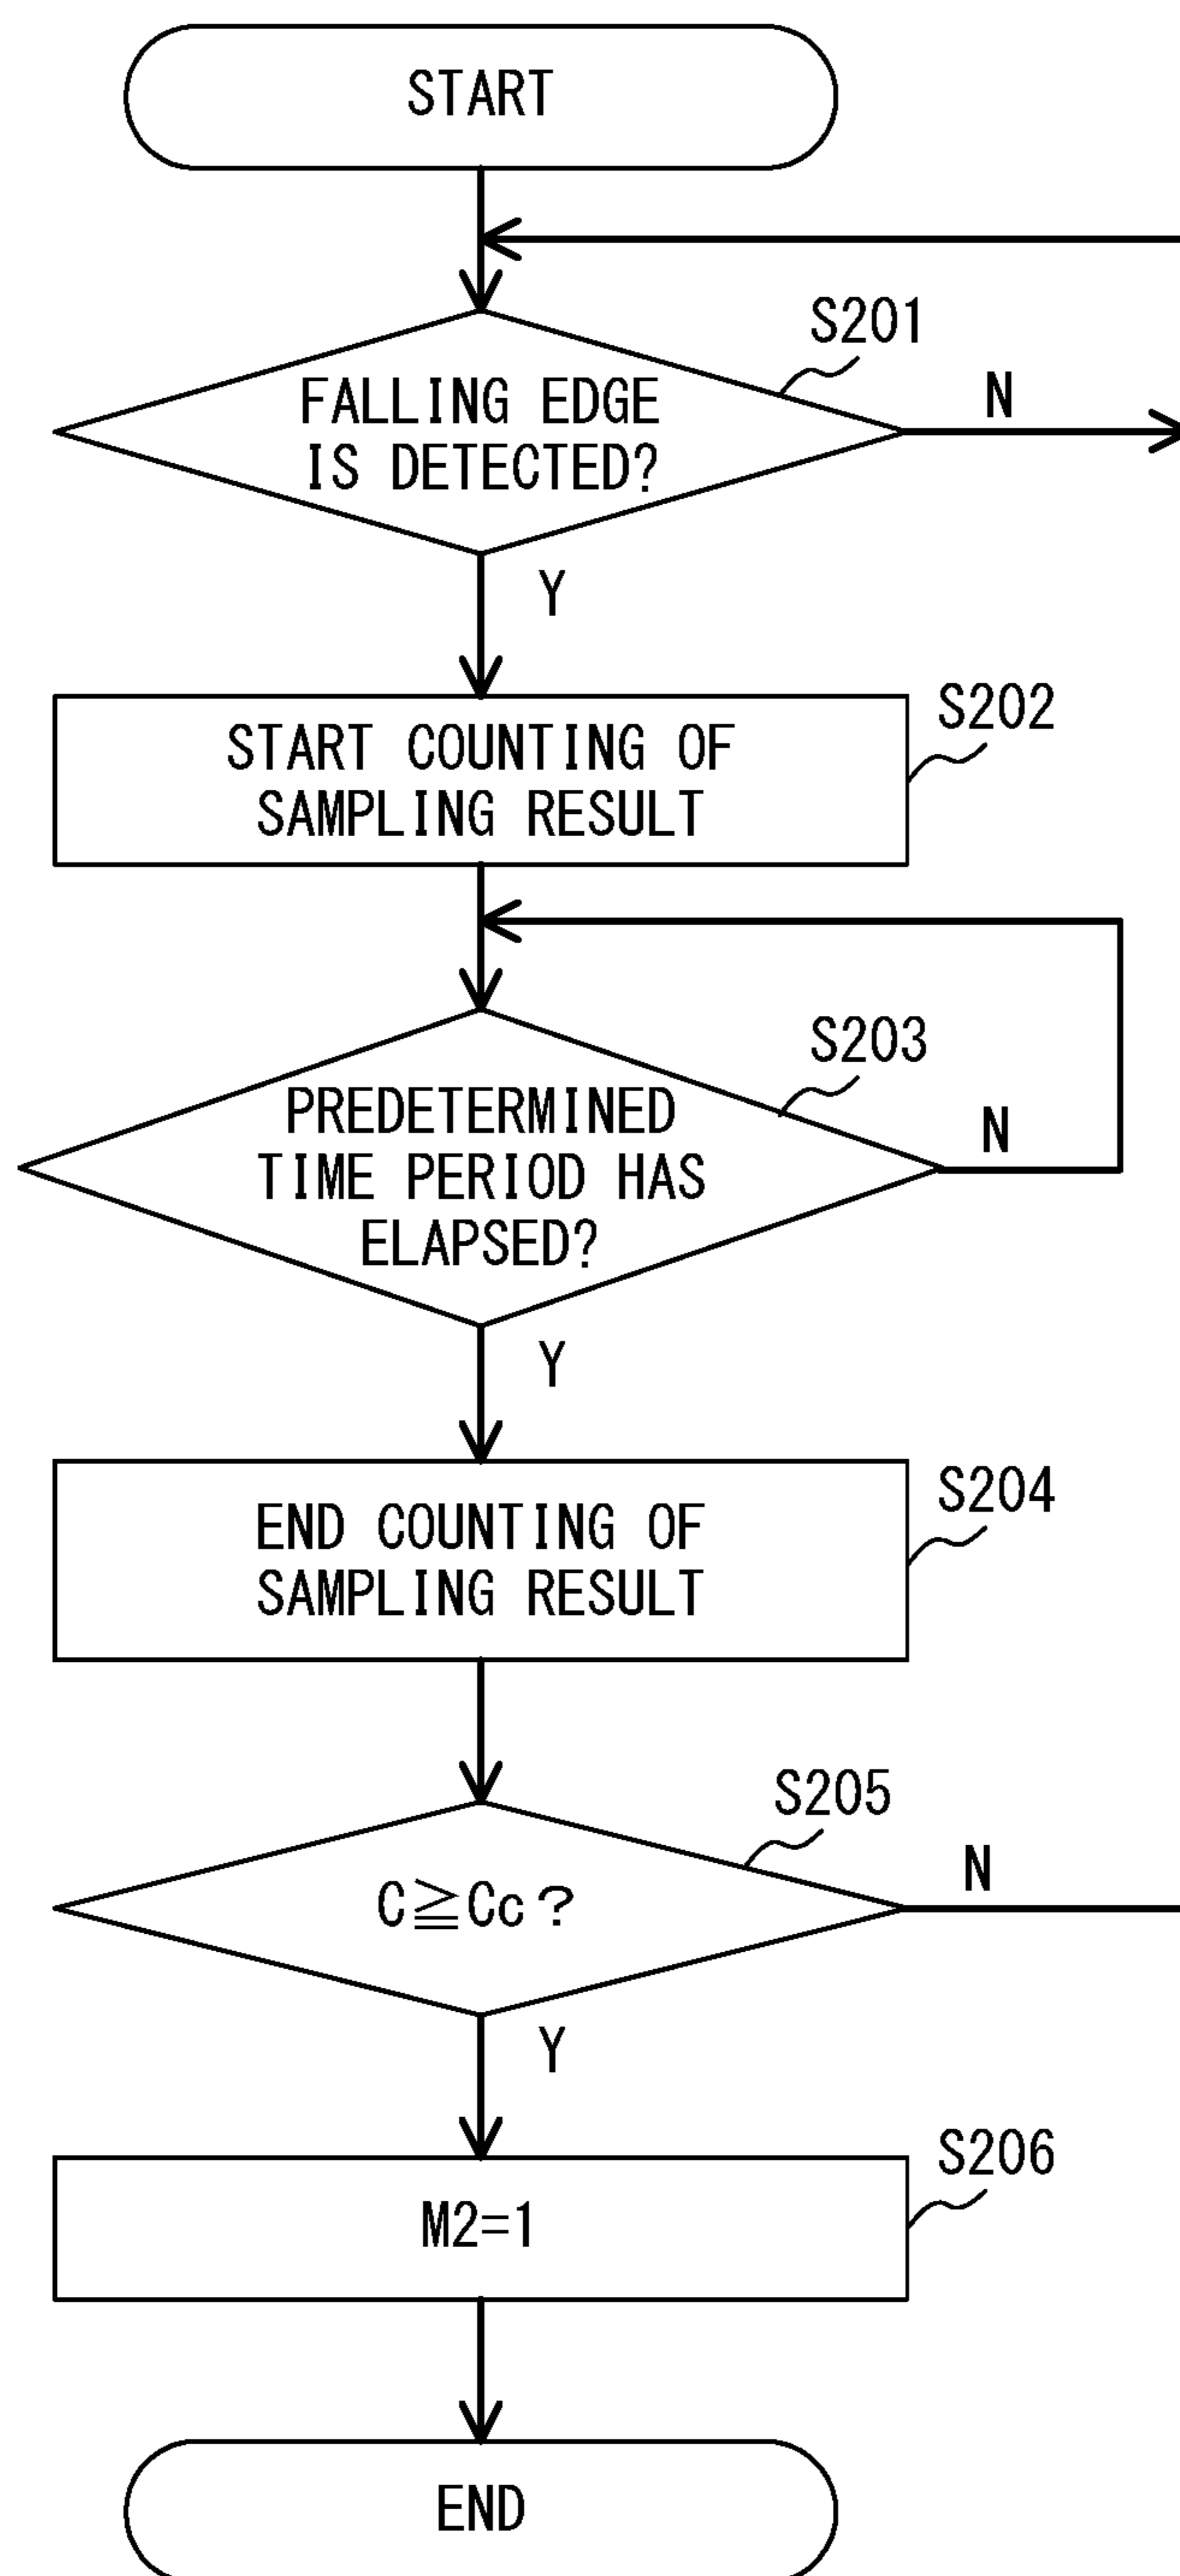 START
S201
FALLING EDGE
IS DETECTED?
N
Y
S202
START COUNTING OF
SAMPLING RESULT
S203
PREDETERMINED
TIME PERIOD HAS
ELAPSED?
N
Y
S204
END COUNTING OF
SAMPLING RESULT
S205
C≧Cc?
N
Y
S206
M2=1
END